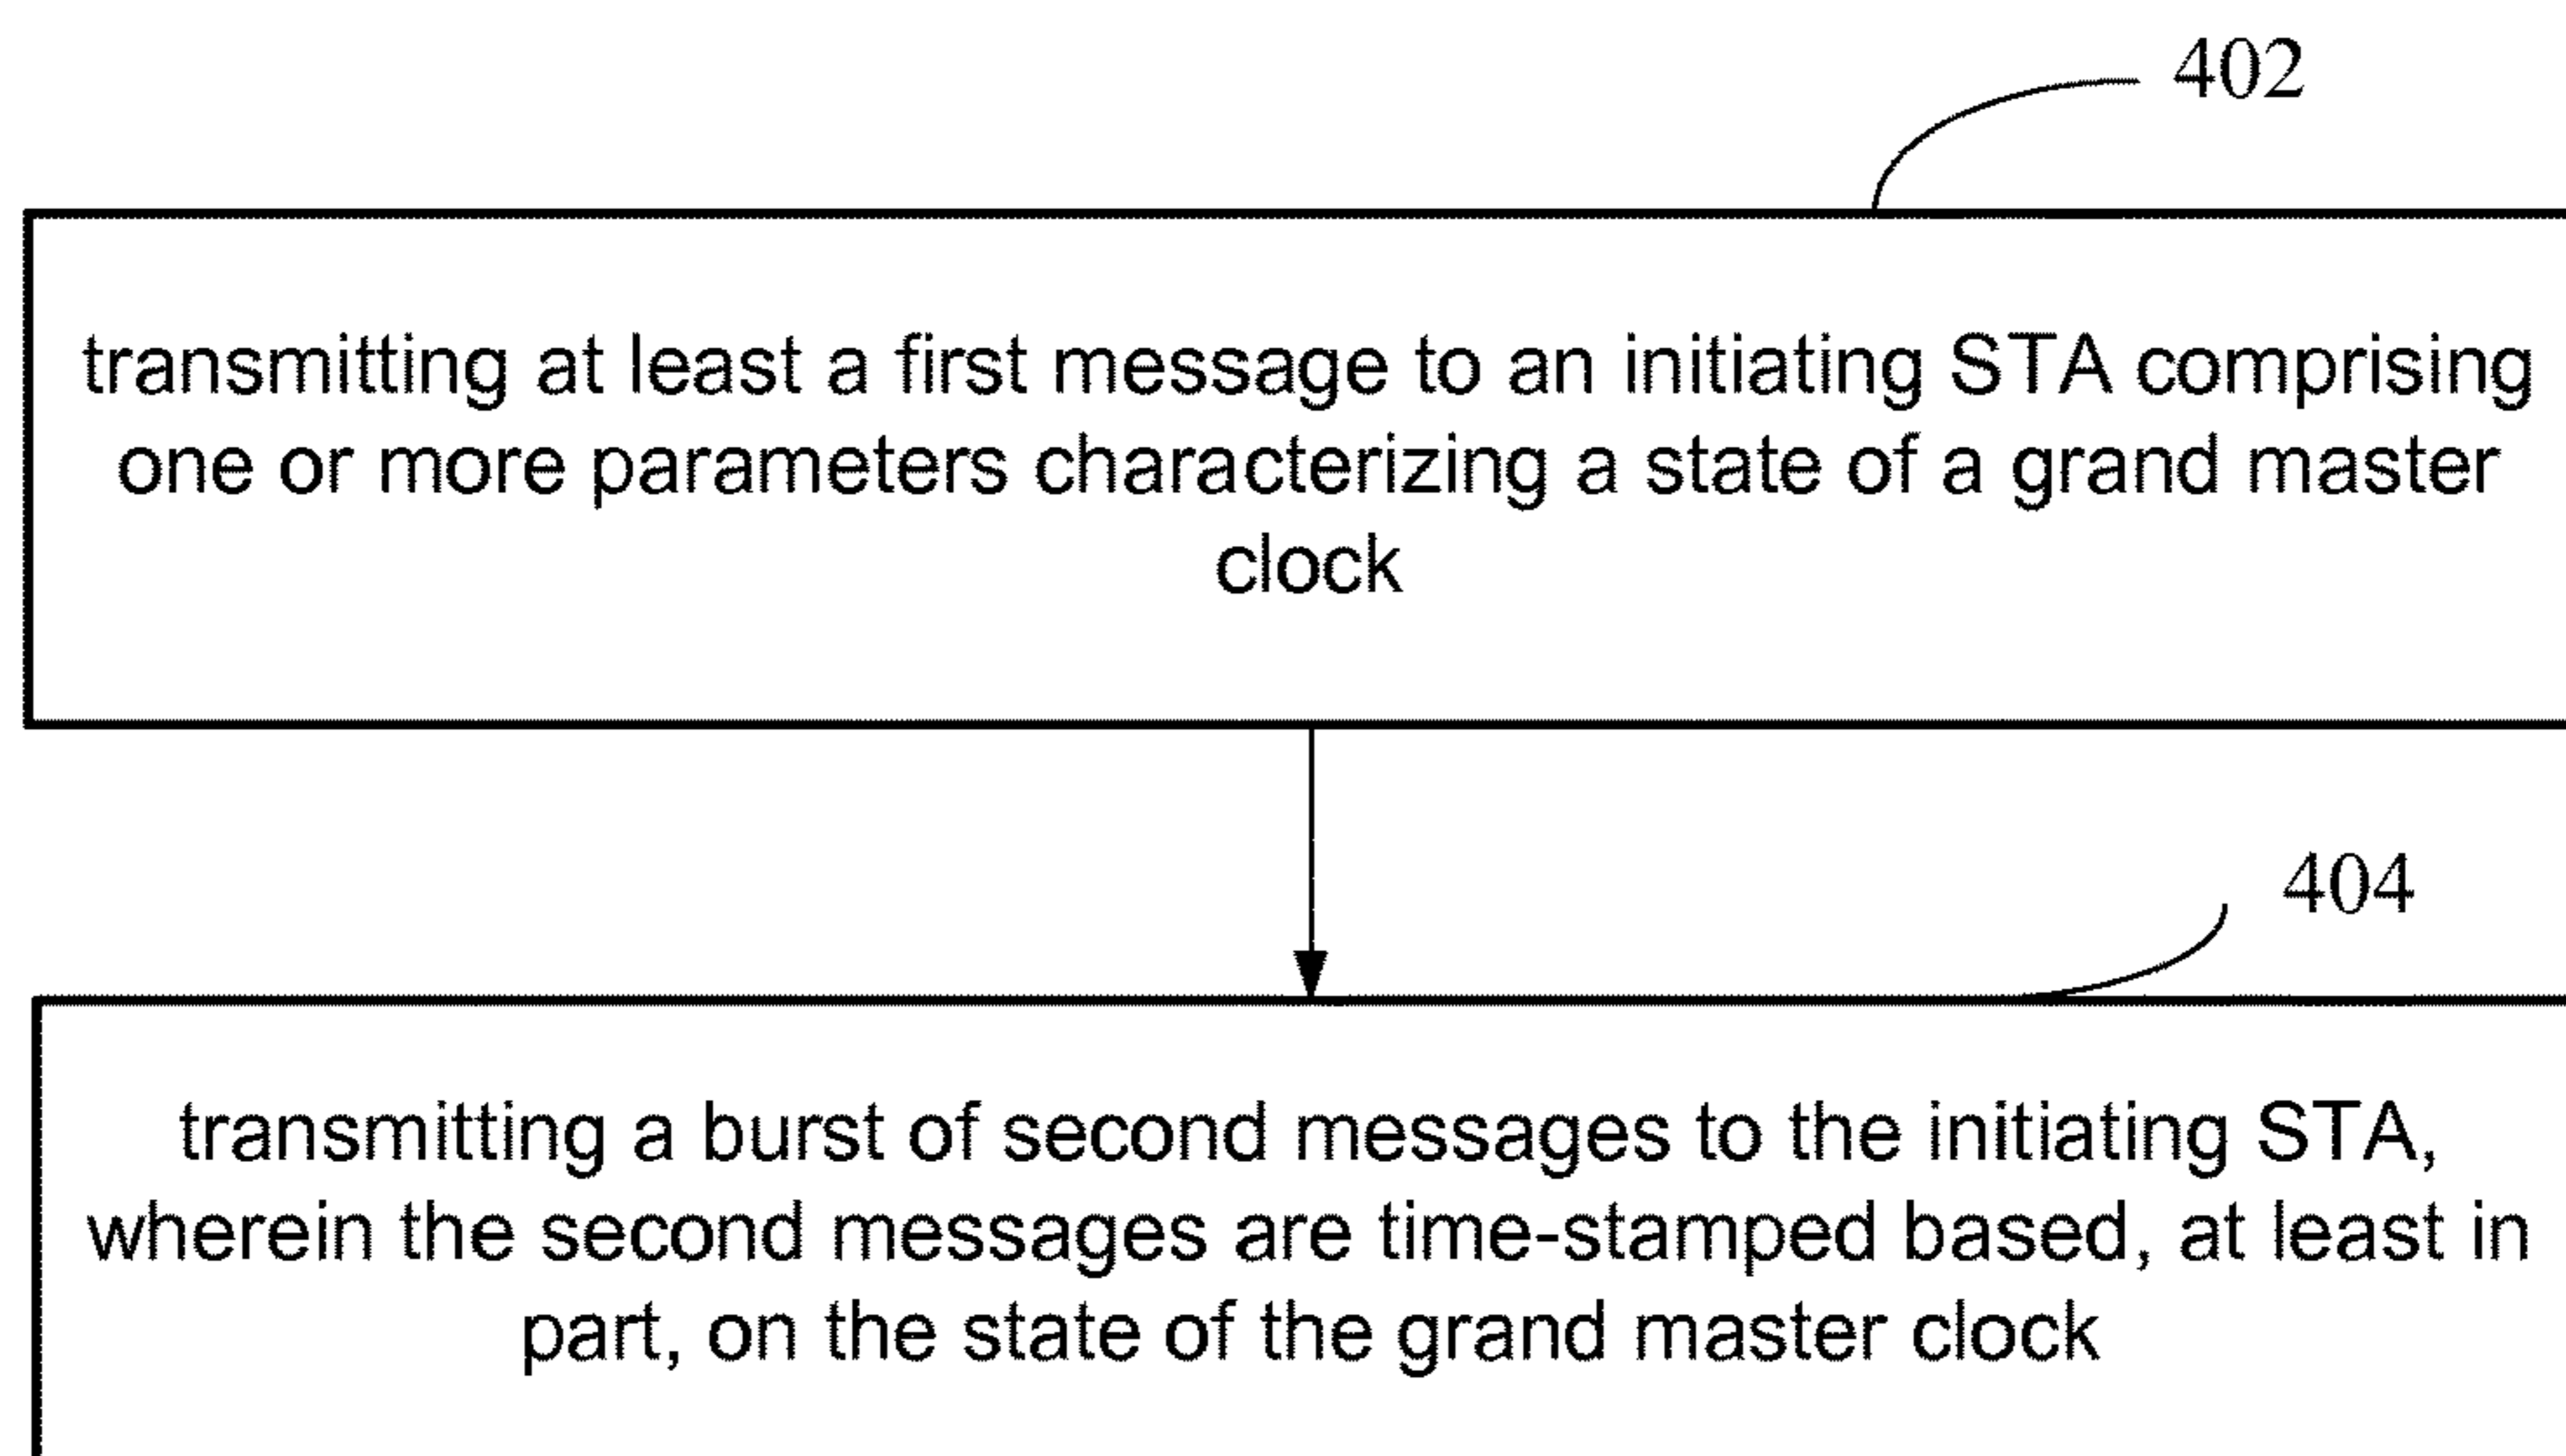 402
transmitting at least a first message to an initiating STA comprising
one or more parameters characterizing a state of a grand master
clock
404
transmitting a burst of second messages to the initiating STA,
wherein the second messages are time-stamped based, at least in
part, on the state of the grand master clock